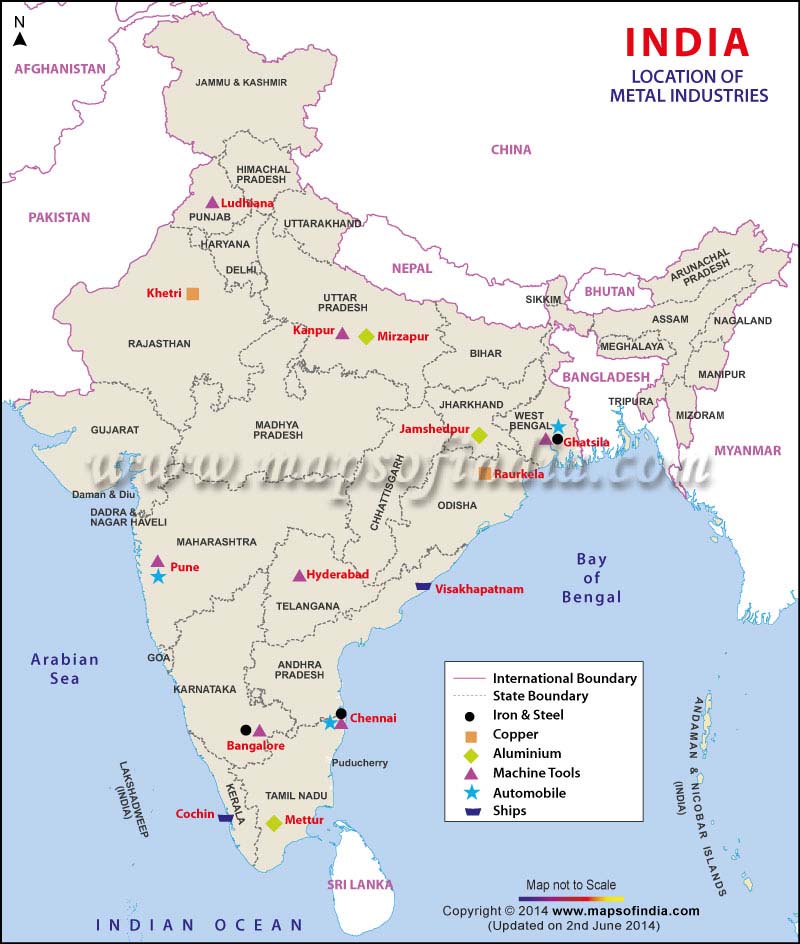 N
INDIA
LOCATION OF
METAL INDUSTRIES
AFGHANISTAN
JAMMU & KASHMIR
CHINA
HIMACHAL
PRADESH
PAKISTAN
Ludhiana
PUNJAB
UTTARAKHAND
HARYANA
DELHI
NEPAL
ARUNACHAL
PRADESH
SIKKIM
BHUTAN
Khetri
UTTAR
PRADESH
ASSAM
NAGALAND
RAJASTHAN
Kanpur
Mirzapur
BIHAR
MEGHALAYA
BANGLADESH
MANIPUR
TRIPURA
MIZORAM
JHARKHAND
WEST
BENGAL
GUJARAT
MADHYA
PRADESH
Jamshedpur
Ghatsila
MYANMAR
www.mapsofindia.com
Raurkela
Daman & Diu
DADRA &
NAGAR HAVELI
CHHATTISGARH
ODISHA
MAHARASHTRA
Pune
Hyderabad
TELANGANA
Visakhapatnam
Bay
of
Bengal
Arabian
Sea
GOA
KARNATAKA
ANDHRA
PRADESH
Chennai
Bangalore
Puducherry
LAKSHADWEEP
(INDIA)
KERALA
TAMIL NADU
Cochin
Mettur
SRI LANKA
INDIAN OCEAN
International Boundary
State Boundary
Iron & Steel
Copper
Aluminium
Machine Tools
Automobile
Ships
ANDAMAN & NICOBAR ISLANDS
(INDIA)
Map not to Scale
Copyright © 2014 www.mapsofindia.com
(Updated on 2nd June 2014)